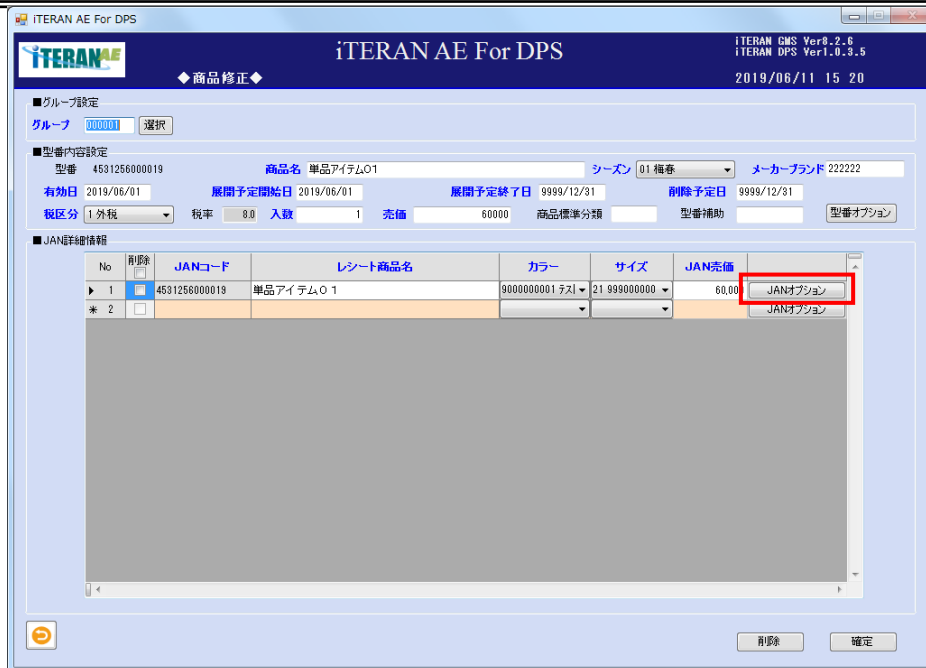 iTERAN AE For DPS
iTERAN AE
iTERAN AE For DPS
iTERAN GMS Ver8.2.6
iTERAN DPS Ver1.0.3.5
◆商品修正◆
2019/06/11 15 20
■グループ設定
グループ 000001 選択
■型番内容設定
型番 4531256000019 商品名 単品アイテム01 シーズン 01 梅春 メーカーブランド 222222
有効日 2019/06/01 展開予定開始日 2019/06/01 展開予定終了日 9999/12/31 削除予定日 9999/12/31
税区分 1 外税 税率 8.0 入数 1 売価 60000 商品標準分類 型番補助 型番オプション
■JAN詳細情報
No 削除 JANコード レシート商品名 カラー サイズ JAN売価
1 4531256000019 単品アイテム01 9000000001 テス 21 999000000 60,000 JANオプション
* 2 JANオプション
削除 確定